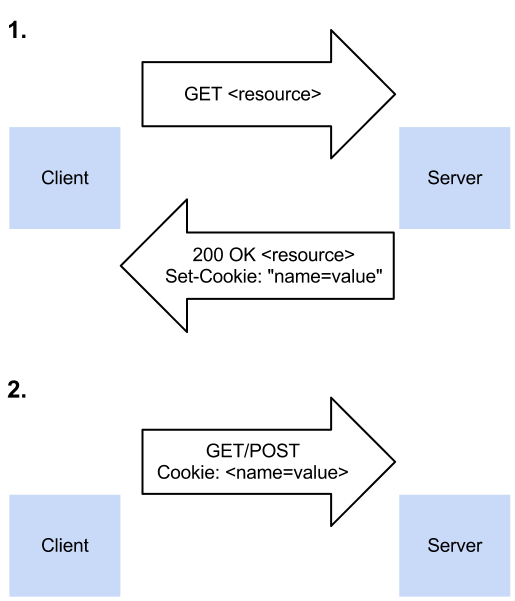 1.
GET <resource>
Client
Server
200 OK <resource>
Set-Cookie: "name=value"
2.
GET/POST
Cookie: <name=value>
Client
Server